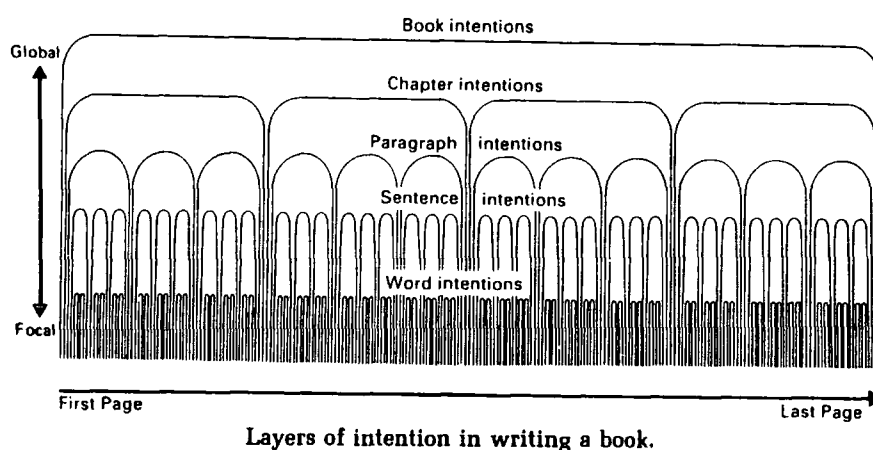 Book intentions
Global
Chapter intentions
Paragraph intentions
Sentence intentions
Word intentions
Focal
First Page Last Page
Layers of intention in writing a book.